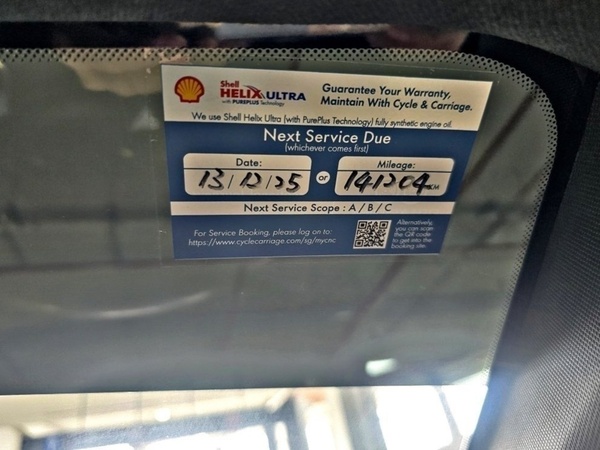 Shell
HELIX ULTRA
with PUREPLUS Technology
Guarantee Your Warranty,
Maintain With Cycle & Carriage.
We use Shell Helix Ultra (with PurePlus Technology) fully synthetic engine oil.
Next Service Due
(whichever comes first)
Date:
13/12/25
or
Mileage:
141204 KM
Next Service Scope : A / B / C
For Service Booking, please log on to:
https://www.cyclecarriage.com/sg/mycnc
Alternatively,
you can scan
the QR code
to get into the
booking site.